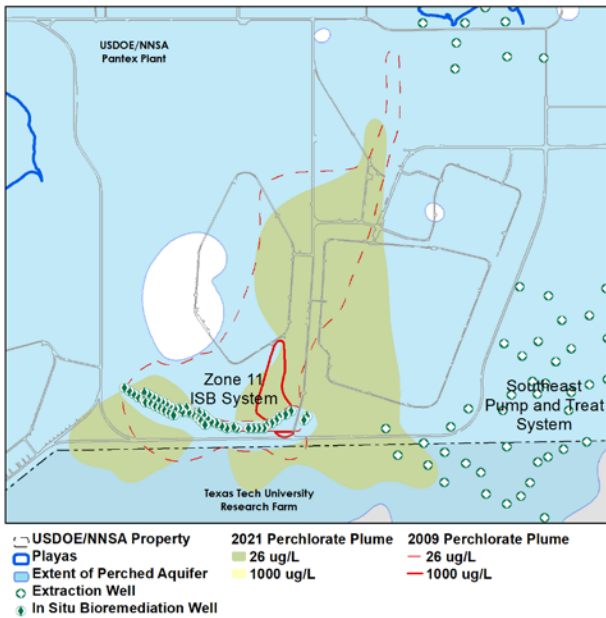 USDOE/NNSA
Pantex Plant
Zone 11
ISB System
Southeast
Pump and Treat
System
Texas Tech University
Research Farm
USDOE/NNSA Property
Playas
Extent of Perched Aquifer
Extraction Well
In Situ Bioremediation Well
2021 Perchlorate Plume
26 ug/L
1000 ug/L
2009 Perchlorate Plume
26 ug/L
1000 ug/L